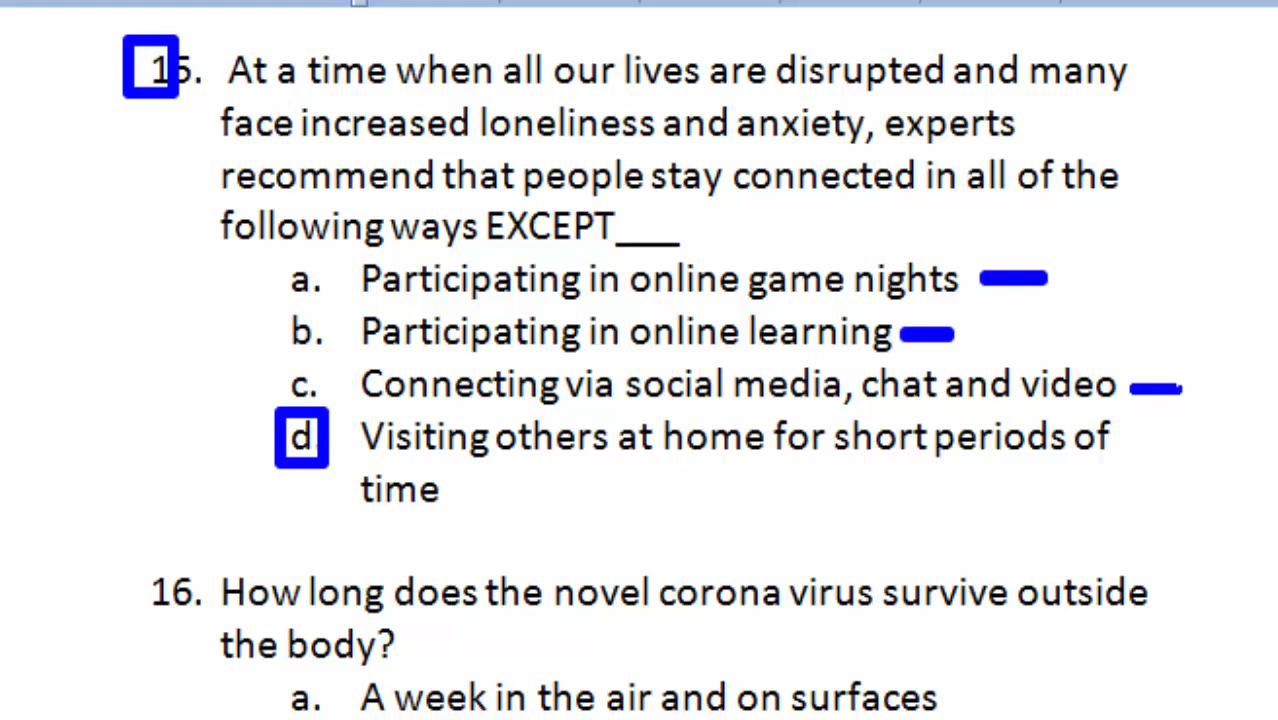 15. At a time when all our lives are disrupted and many
face increased loneliness and anxiety, experts
recommend that people stay connected in all of the
following ways EXCEPT___
a. Participating in online game nights
b. Participating in online learning
c. Connecting via social media, chat and video
d. Visiting others at home for short periods of
time
16. How long does the novel corona virus survive outside
the body?
a. A week in the air and on surfaces